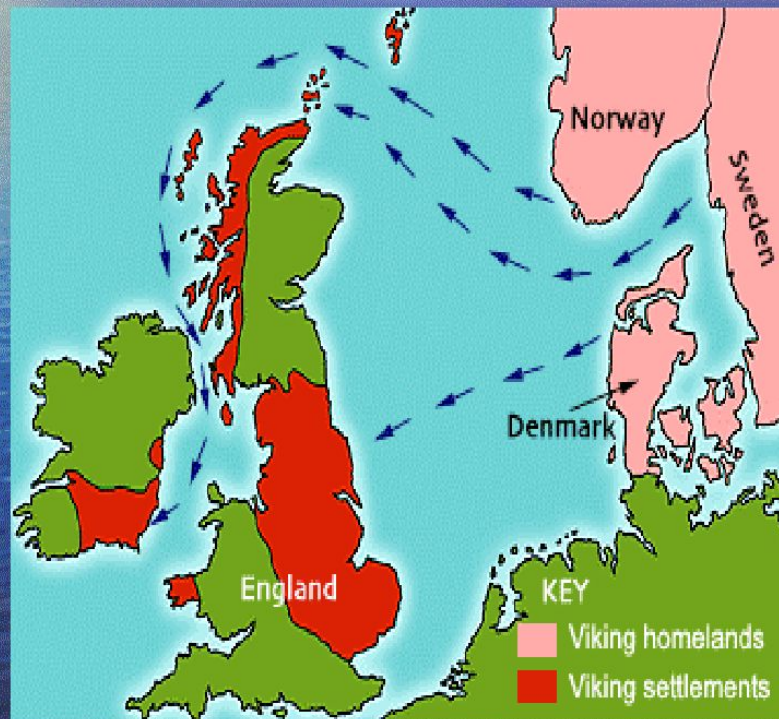 Norway
Sweden
Denmark
England
KEY
Viking homelands
Viking settlements